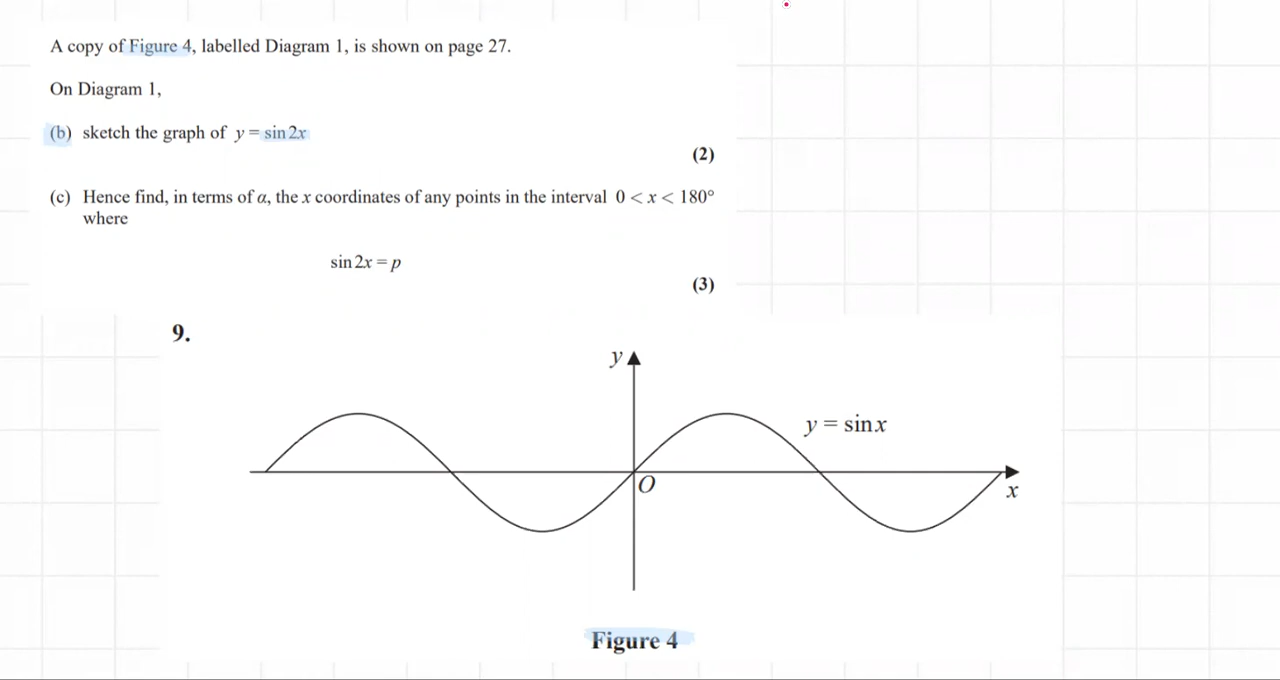 A copy of Figure 4, labelled Diagram 1, is shown on page 27.
On Diagram 1,
(b) sketch the graph of y = sin 2x
(2)
(c) Hence find, in terms of α, the x coordinates of any points in the interval 0 < x < 180°
where
sin 2x = p
(3)
9.
y
y = sin x
O
x
Figure 4